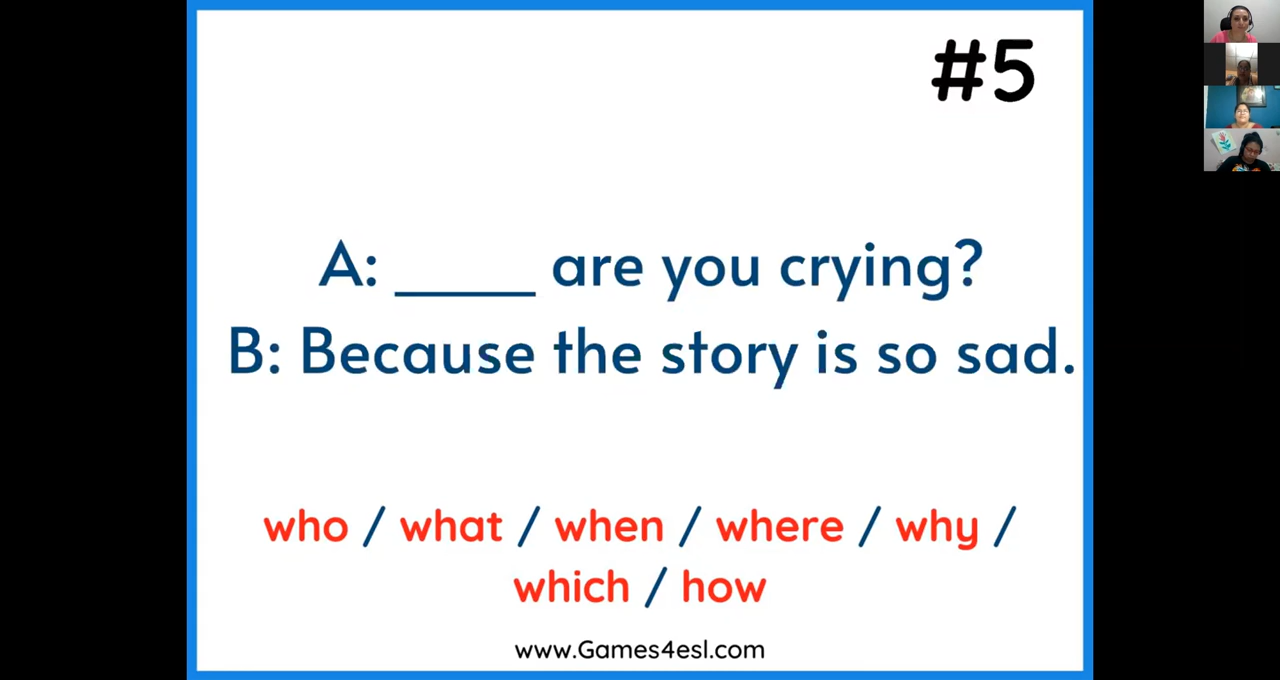 #5
A: _____ are you crying?
B: Because the story is so sad.
who / what / when / where / why /
which / how
www.Games4esl.com